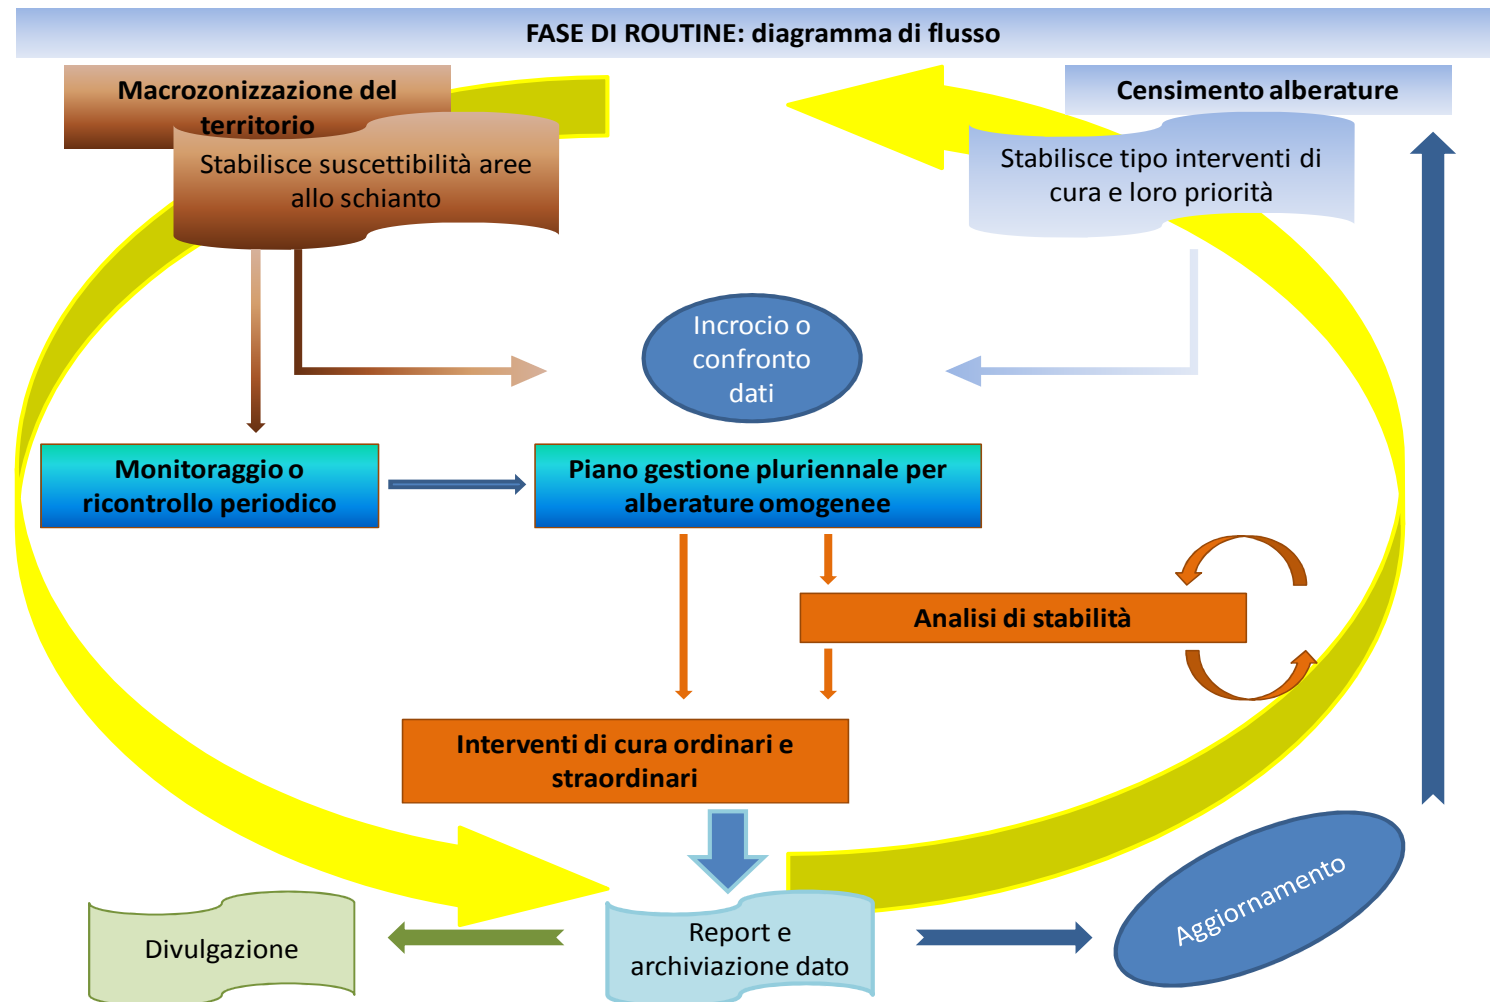 FASE DI ROUTINE: diagramma di flusso
Macrozonizzazione del
territorio
Stabilisce suscettibilità aree
allo schianto
Censimento alberature
Stabilisce tipo interventi di
cura e loro priorità
Incrocio o
confronto
dati
Monitoraggio o
ricontrollo periodico
Piano gestione pluriennale per
alberature omogenee
Analisi di stabilità
Interventi di cura ordinari e
straordinari
Divulgazione
Report e
archiviazione dato
Aggiornamento